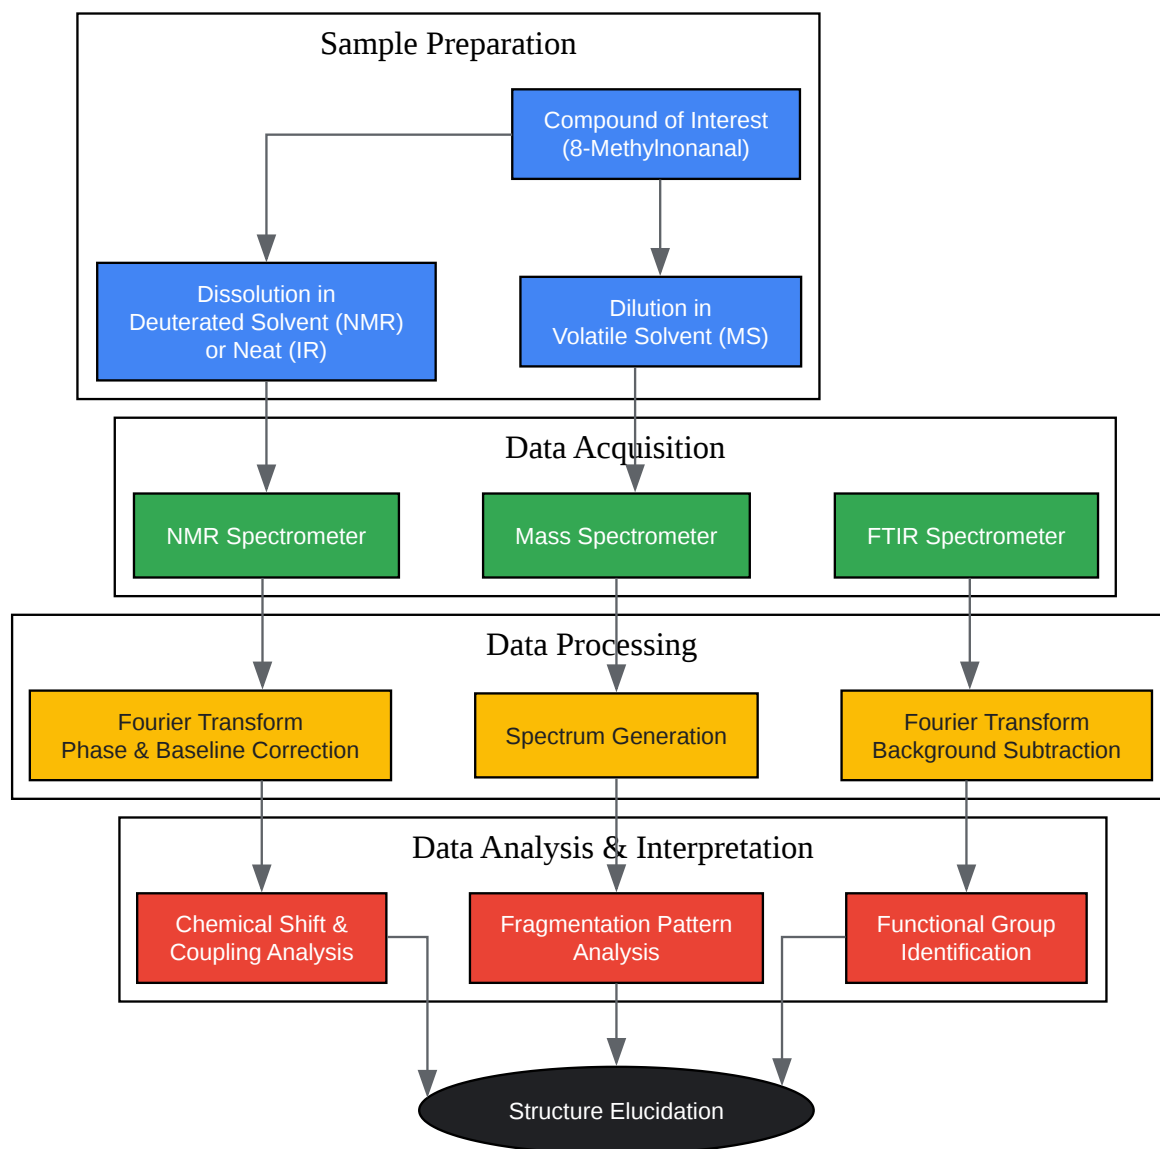 Sample Preparation
Compound of Interest
(8-Methylnonanal)
Dissolution in
Deuterated Solvent (NMR)
or Neat (IR)
Dilution in
Volatile Solvent (MS)
Data Acquisition
NMR Spectrometer
Mass Spectrometer
FTIR Spectrometer
Data Processing
Fourier Transform
Phase & Baseline Correction
Spectrum Generation
Fourier Transform
Background Subtraction
Data Analysis & Interpretation
Chemical Shift &
Coupling Analysis
Fragmentation Pattern
Analysis
Functional Group
Identification
Structure Elucidation